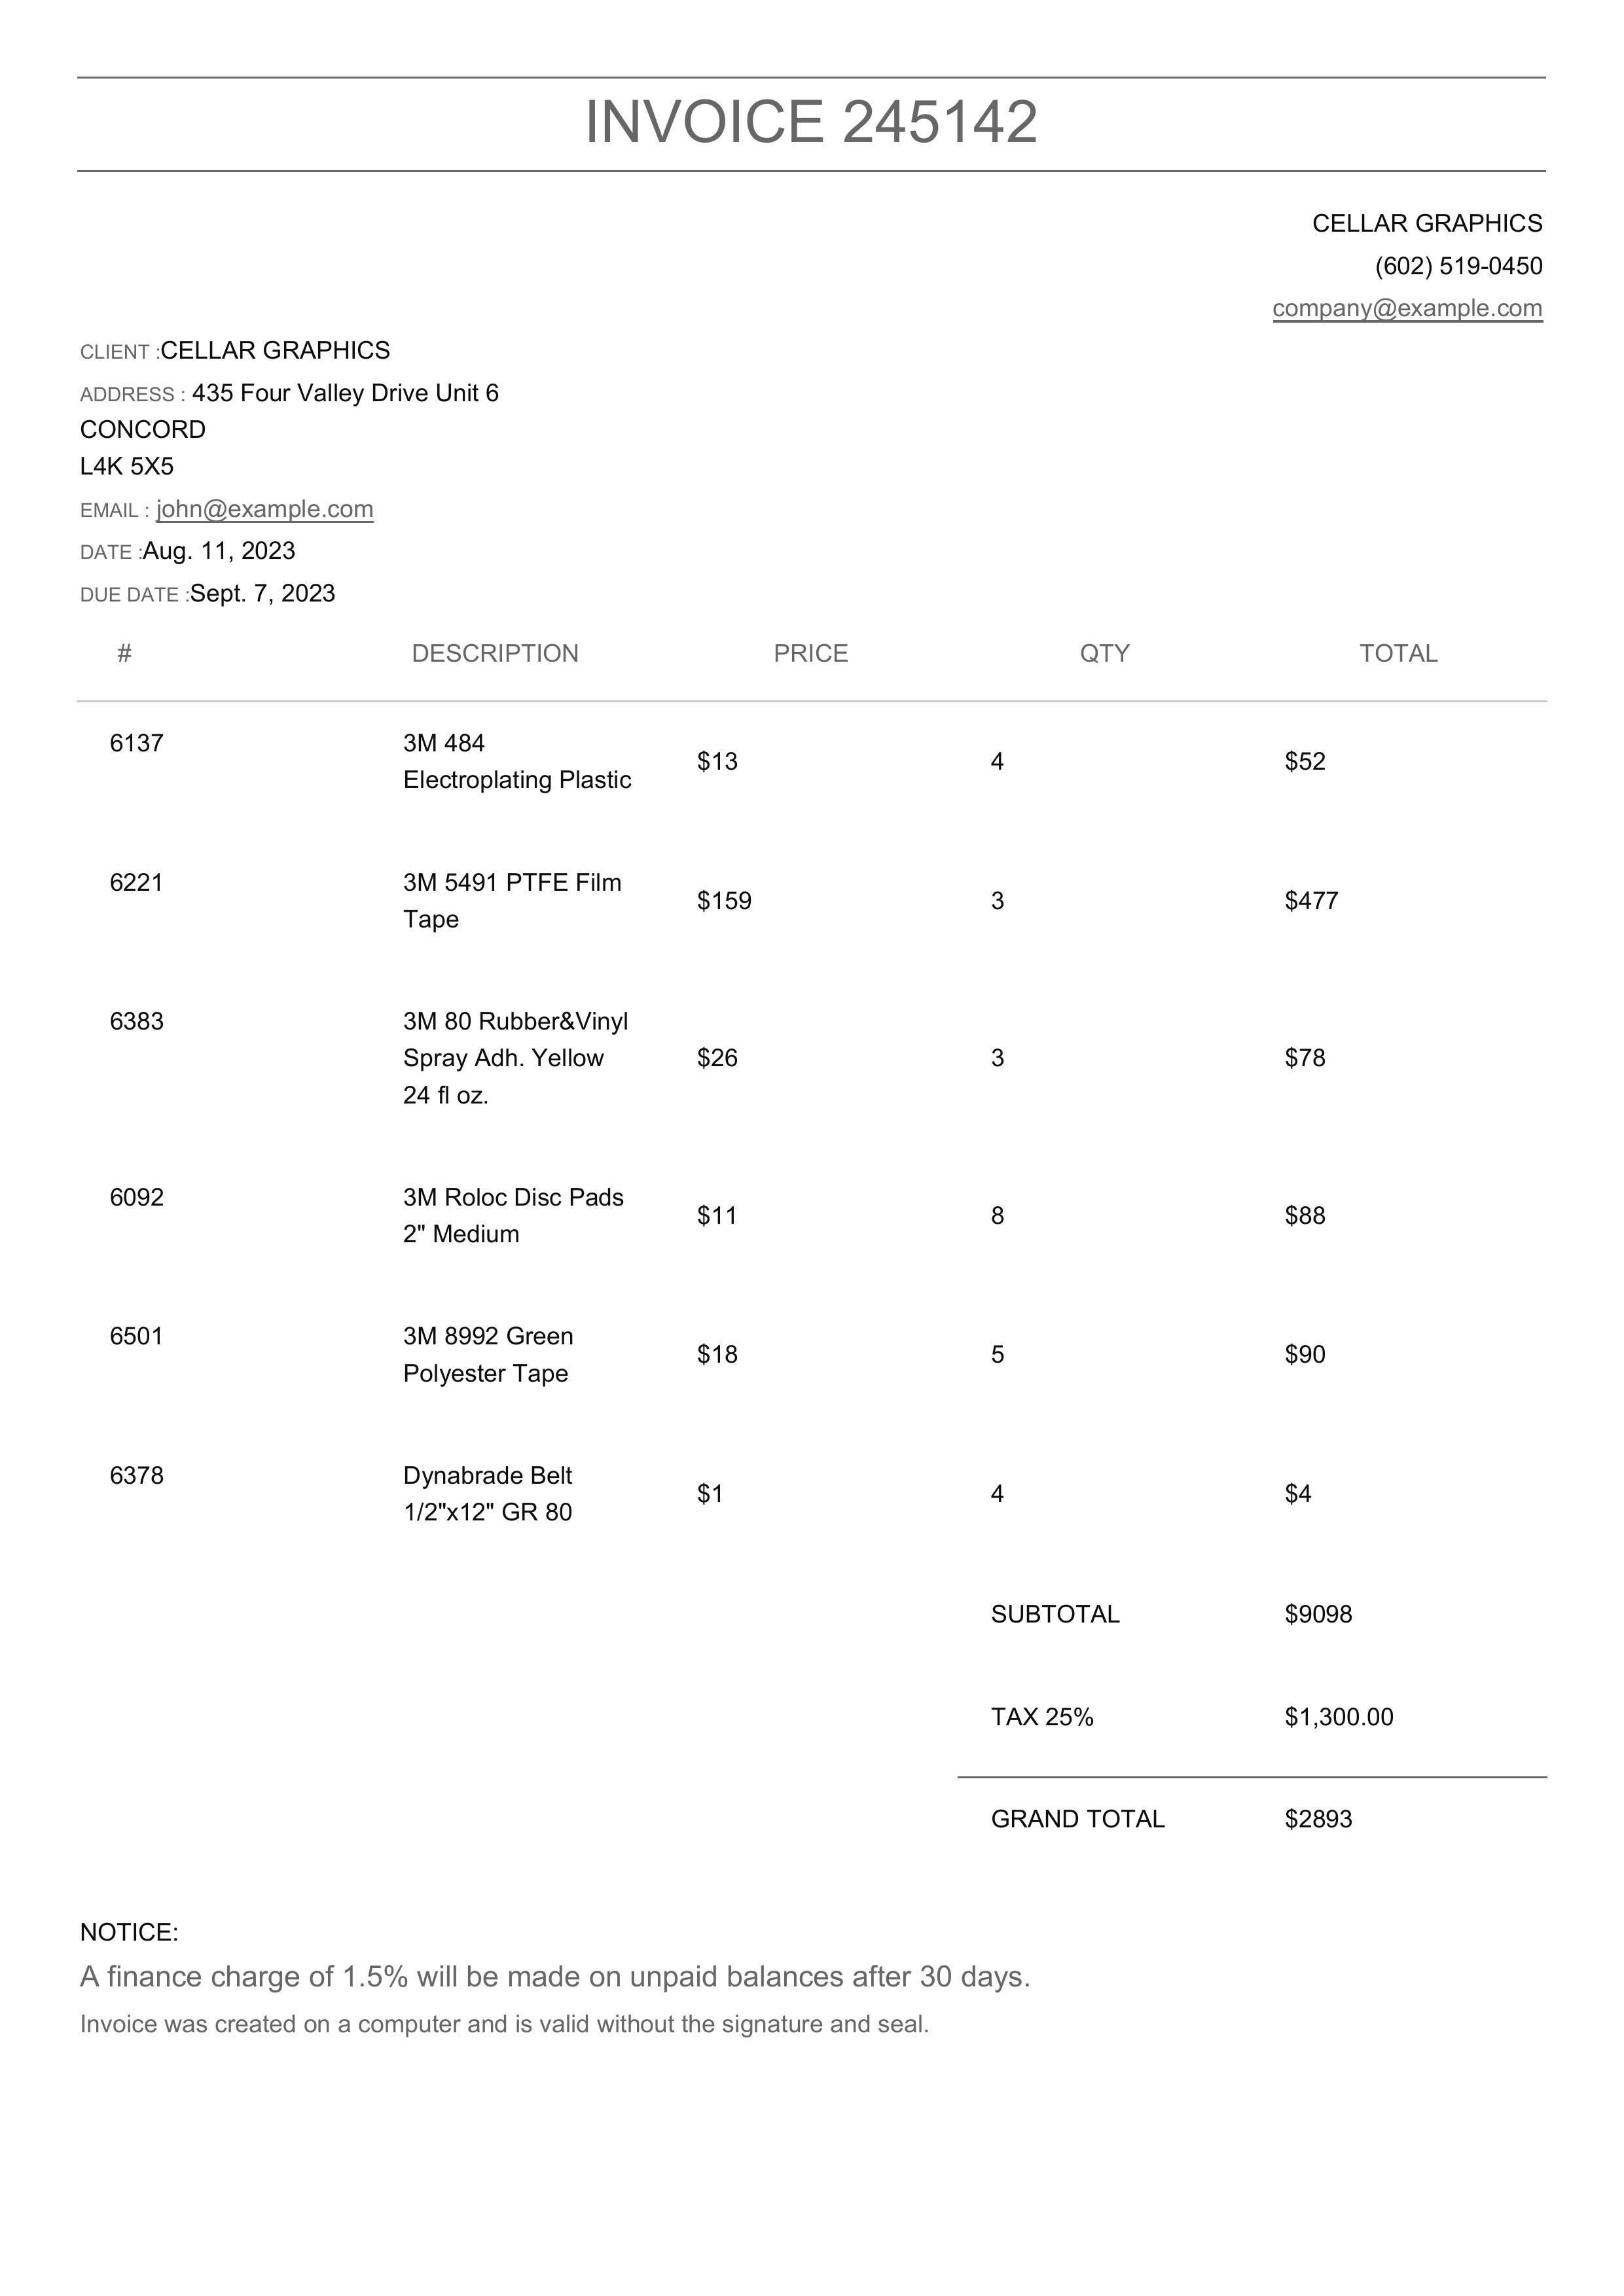 INVOICE 245142
CELLAR GRAPHICS
(602) 519-0450
company@example.com
CLIENT :CELLAR GRAPHICS
ADDRESS : 435 Four Valley Drive Unit 6
CONCORD
L4K 5X5
EMAIL : john@example.com
DATE :Aug. 11, 2023
DUE DATE :Sept. 7, 2023
# DESCRIPTION PRICE QTY TOTAL
6137 3M 484
Electroplating Plastic $13 4 $52
6221 3M 5491 PTFE Film
Tape $159 3 $477
6383 3M 80 Rubber&Vinyl
Spray Adh. Yellow $26 3 $78
24 fl oz.
6092 3M Roloc Disc Pads
2" Medium $11 8 $88
6501 3M 8992 Green
Polyester Tape $18 5 $90
6378 Dynabrade Belt
1/2"x12" GR 80 $1 4 $4
SUBTOTAL $9098
TAX 25% $1,300.00
GRAND TOTAL $2893
NOTICE:
A finance charge of 1.5% will be made on unpaid balances after 30 days.
Invoice was created on a computer and is valid without the signature and seal.